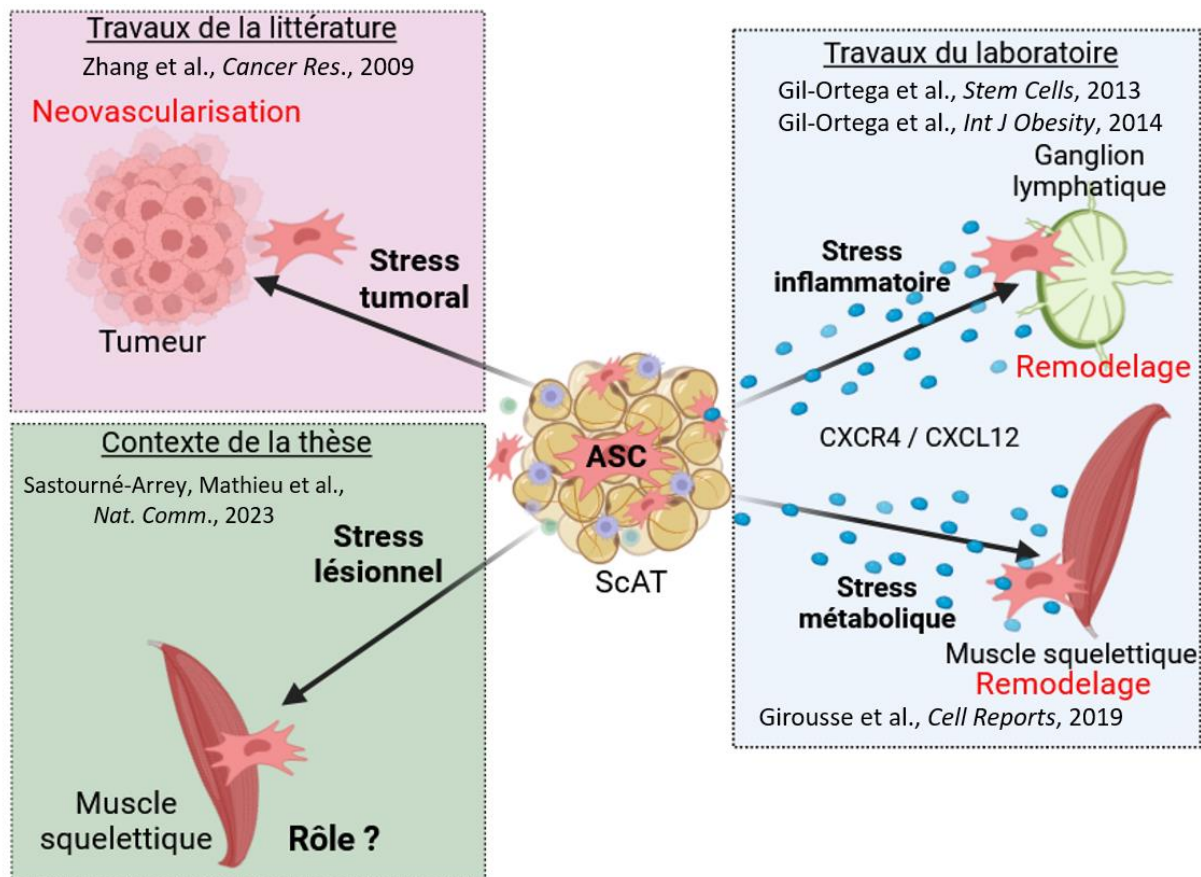 Travaux de la littérature
Zhang et al., Cancer Res., 2009
Neovascularisation
Stress
tumoral
Tumeur
Contexte de la thèse
Sastourné-Arrey, Mathieu et al.,
Nat. Comm., 2023
Stress
lésionnel
Muscle
squelettique
Rôle ?
ASC
ScAT
Travaux du laboratoire
Gil-Ortega et al., Stem Cells, 2013
Gil-Ortega et al., Int J Obesity, 2014
Ganglion
lymphatique
Stress
inflammatoire
Remodelage
CXCR4 / CXCL12
Stress
métabolique
Muscle squelettique
Remodelage
Girousse et al., Cell Reports, 2019